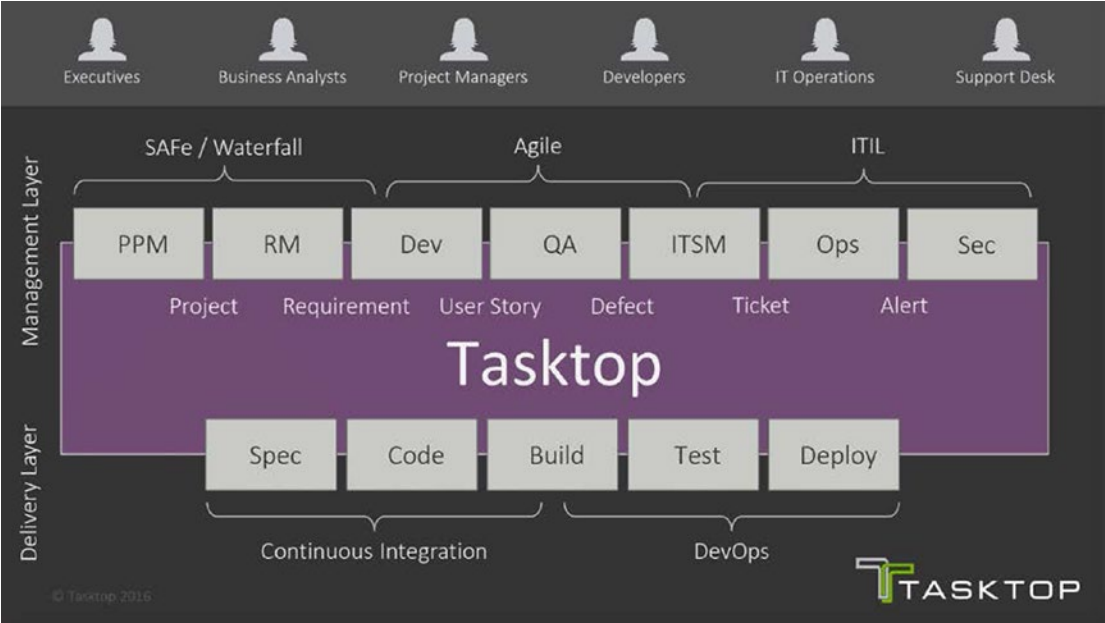 Executives Business Analysts Project Managers Developers IT Operations Support Desk
SAFe / Waterfall Agile ITIL
Management Layer
PPM RM Dev QA ITSM Ops Sec
Project Requirement User Story Defect Ticket Alert
Tasktop
Delivery Layer
Spec Code Build Test Deploy
Continuous Integration DevOps
TASKTOP
© Tasktop 2016